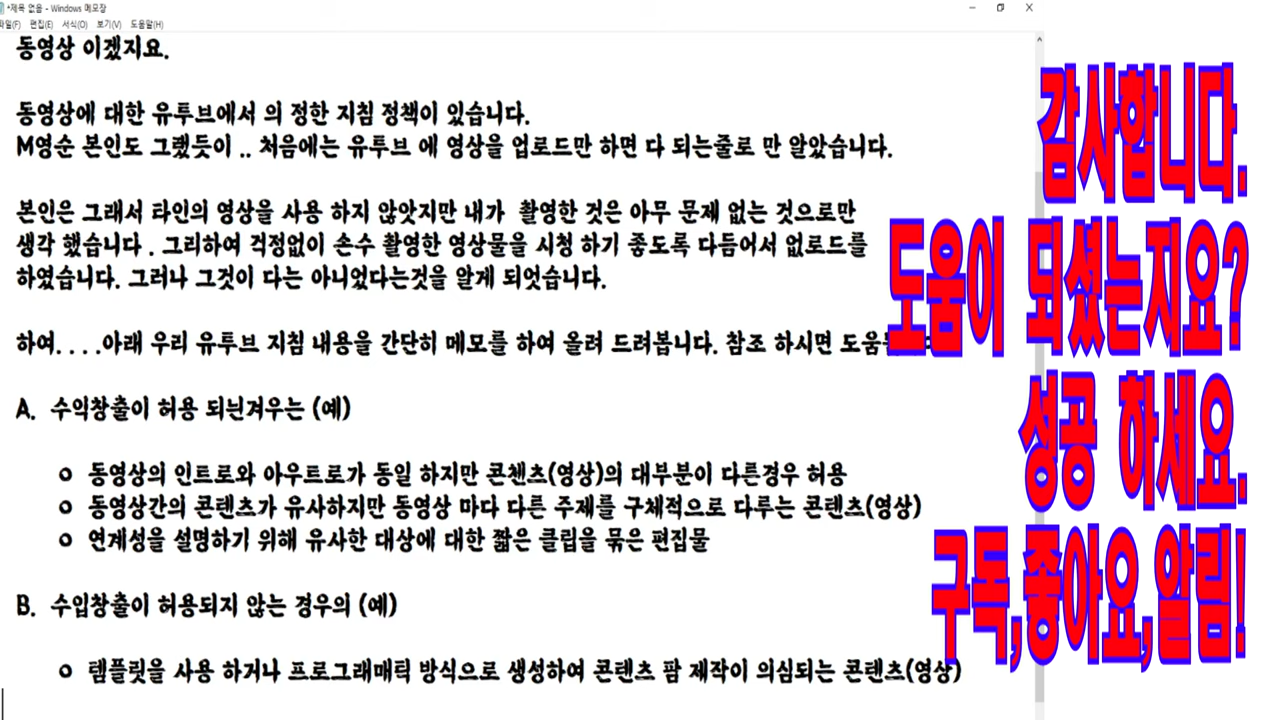 *제목 없음 - Windows 메모장
파일(F) 편집(E) 서식(O) 보기(V) 도움말(H)
동영상 이겠지요.
동영상에 대한 유투브에서 의 정한 지침 정책이 있습니다.
M영순 본인도 그랬듯이 .. 처음에는 유투브 에 영상을 업로드만 하면 다 되는줄로 만 알았습니다.
본인은 그래서 타인의 영상을 사용 하지 않앗지만 내가 촬영한 것은 아무 문제 없는 것으로만
생각 했습니다 . 그리하여 걱정없이 손수 촬영한 영상물을 시청 하기 좋도록 다듬어서 없로드를
하였습니다. 그러나 그것이 다는 아니었다는것을 알게 되엇습니다.
하여. . . .아래 우리 유투브 지침 내용을 간단히 메모를 하여 올려 드려봅니다. 참조 하시면
A. 수익창출이 허용 되닌겨우는 (예)
o 동영상의 인트로와 아우트로가 동일 하지만 콘첸츠(영상)의 대부분이 다른경우 허용
o 동영상간의 콘텐츠가 유사하지만 동영상 마다 다른 주재를 구체적으로 다루는 콘텐츠(영상)
o 연계성을 설명하기 위해 유사한 대상에 대한 짧은 클립을 묶은 편집물
B. 수입창출이 허용되지 않는 경우의 (예)
o 템플릿을 사용 하거나 프로그래매틱 방식으로 생성하여 콘텐츠 팜 제작이 의심되는 콘텐츠(영상)
감사합니다.
도움이 되셨는지요?
성공 하세요.
구독,좋아요,알림!